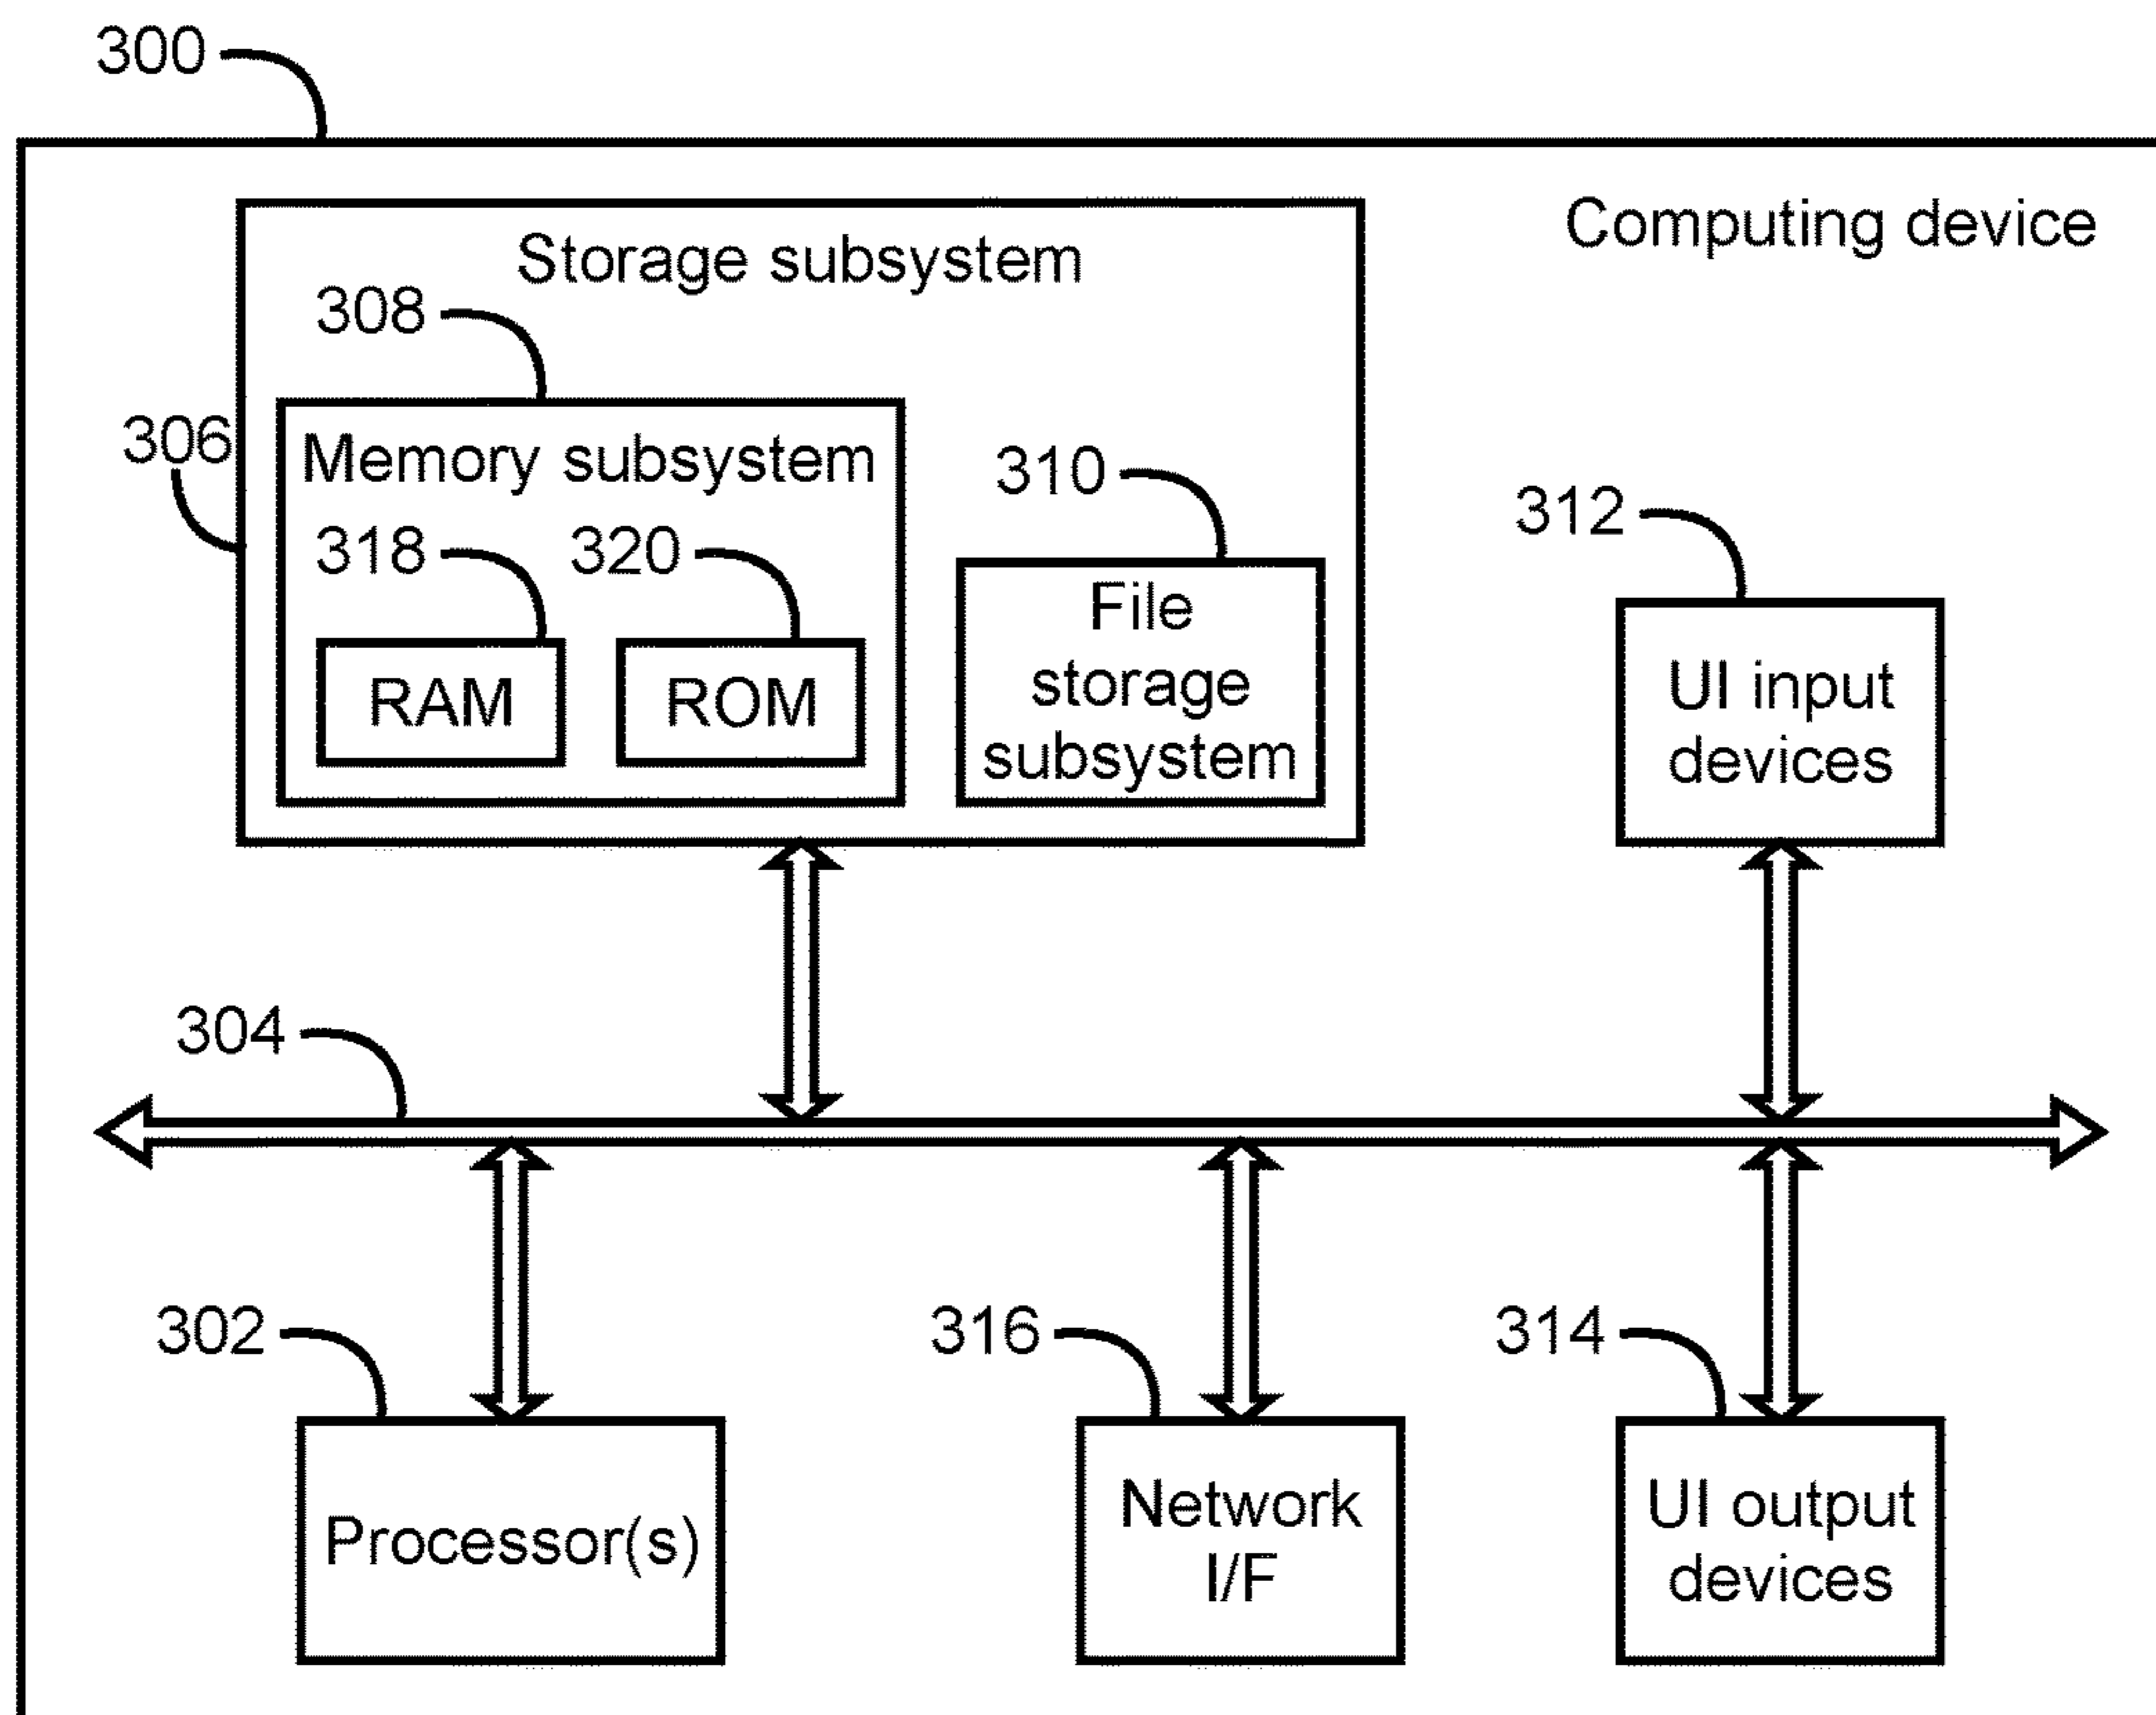 300
Computing device
Storage subsystem
308
306
Memory subsystem
310
312
318
320
File
storage
subsystem
RAM
ROM
UI input
devices
304
302
316
314
Processor(s)
Network
I/F
UI output
devices